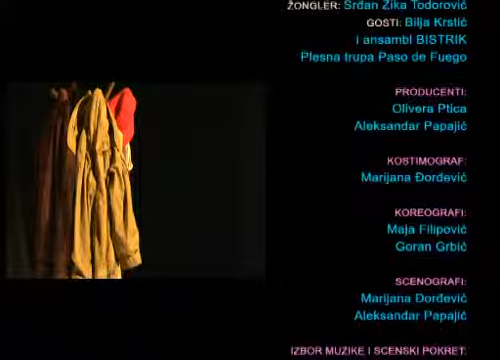 ŽONGLER: Srđan Žika Todorović
GOSTI: Bilja Krstić
i ansambl BISTRIK
Plesna trupa Paso de Fuego
PRODUCENTI:
Olivera Ptica
Aleksandar Papajić
KOSTIMOGRAF:
Marijana Đorđević
KOREOGRAFI:
Maja Filipović
Goran Grbić
SCENOGRAFI:
Marijana Đorđević
Aleksandar Papajić
IZBOR MUZIKE I SCENSKI POKRET: